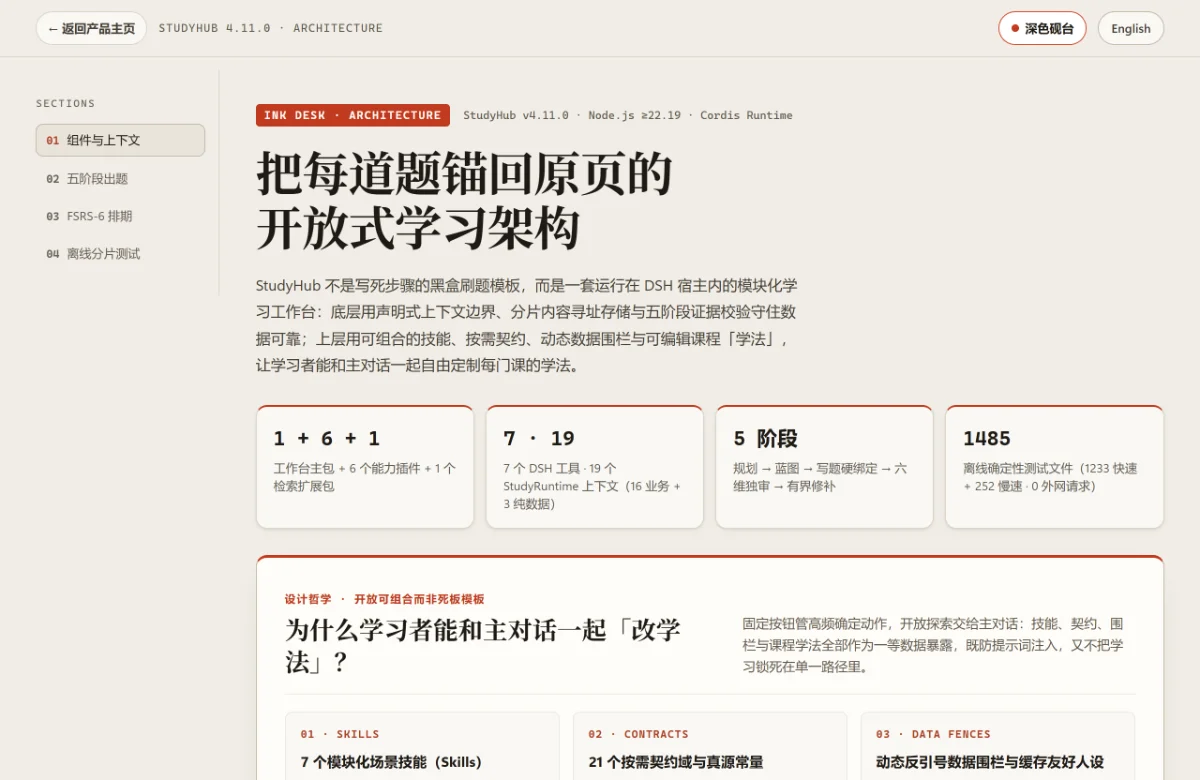 ← 返回产品主页
STUDYHUB 4.11.0 · ARCHITECTURE
深色砚台
English
SECTIONS
01 组件与上下文
02 五阶段出题
03 FSRS-6 排期
04 离线分片测试
INK DESK · ARCHITECTURE
StudyHub v4.11.0 · Node.js ≥22.19 · Cordis Runtime
把每道题锚回原页的
开放式学习架构
StudyHub 不是写死步骤的黑盒刷题模板，而是一套运行在 DSH 宿主内的模块化学
习工作台：底层用声明式上下文边界、分片内容寻址存储与五阶段证据校验守住数
据可靠；上层用可组合的技能、按需契约、动态数据围栏与可编辑课程「学法」，
让学习者能和主对话一起自由定制每门课的学法。
1 + 6 + 1
工作台主包 + 6 个能力插件 + 1 个
检索扩展包
7 · 19
7 个 DSH 工具 · 19 个
StudyRuntime 上下文（16 业务 +
3 纯数据）
5 阶段
规划 → 蓝图 → 写题硬绑定 → 六
维独审 → 有界修补
1485
离线确定性测试文件（1233 快速
+ 252 慢速 · 0 外网请求）
设计哲学 · 开放可组合而非死板模板
为什么学习者能和主对话一起「改学
法」？
固定按钮管高频确定动作，开放探索交给主对话：技能、契约、围
栏与课程学法全部作为一等数据暴露，既防提示词注入，又不把学
习锁死在单一路径里。
01 · SKILLS
7 个模块化场景技能（Skills）
02 · CONTRACTS
21 个按需契约域与真源常量
03 · DATA FENCES
动态反引号数据围栏与缓存友好人设